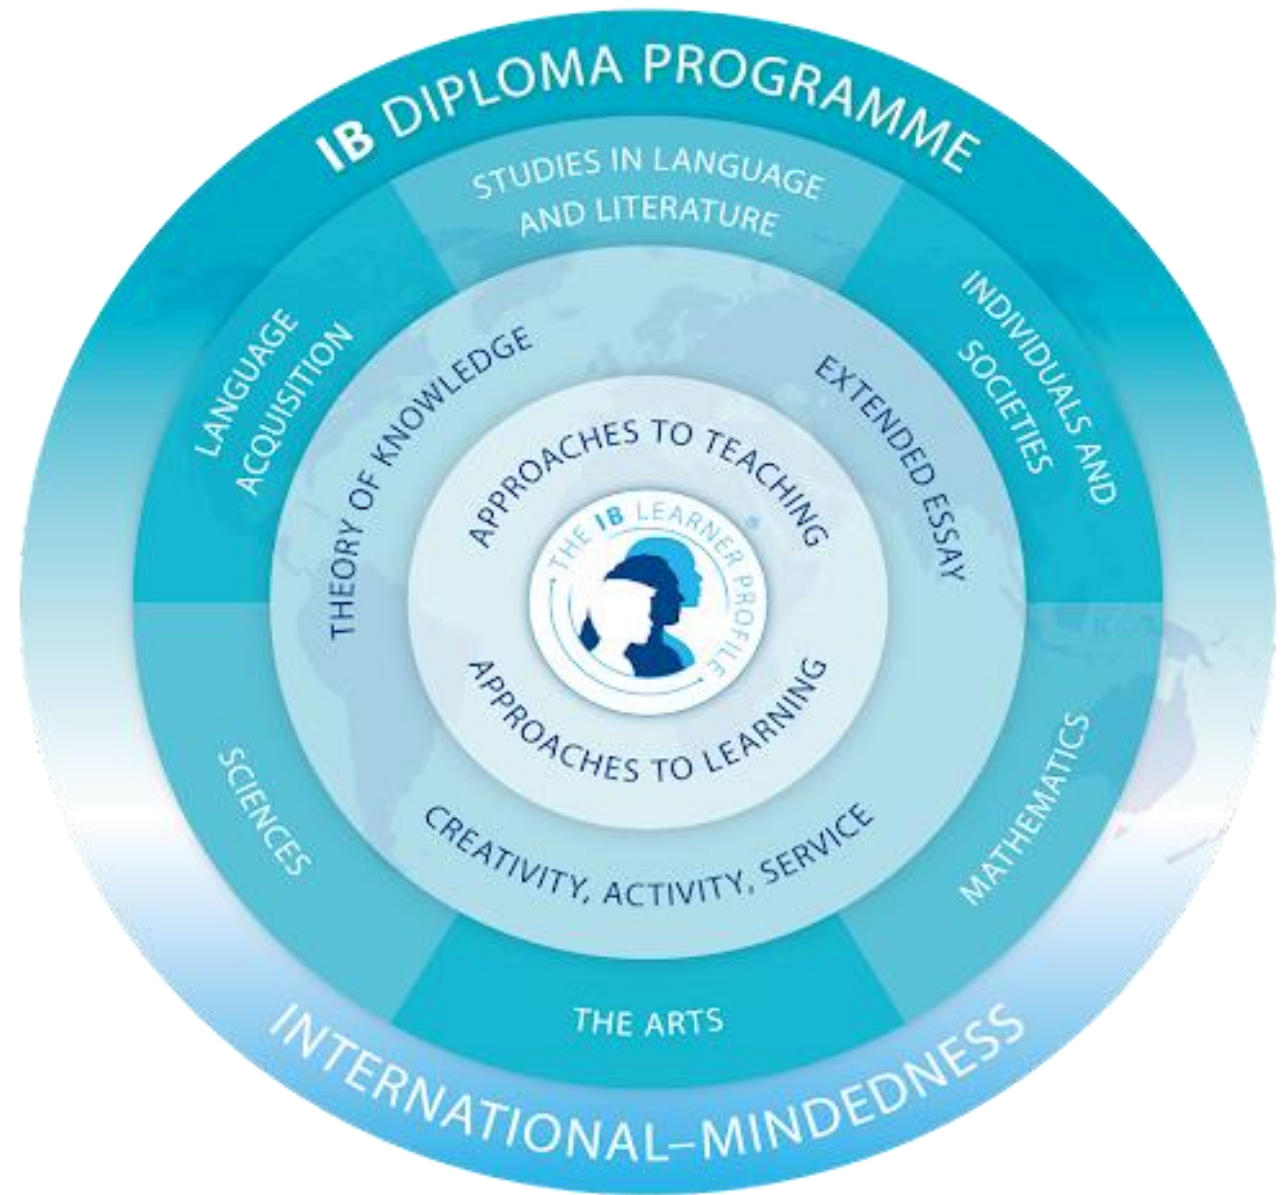 IB DIPLOMA PROGRAMME
STUDIES IN LANGUAGE
AND LITERATURE
LANGUAGE
ACQUISITION
INDIVIDUALS AND
SOCIETIES
THEORY OF KNOWLEDGE
EXTENDED ESSAY
APPROACHES TO TEACHING
THE IB LEARNER PROFILE®
APPROACHES TO LEARNING
CREATIVITY, ACTIVITY, SERVICE
SCIENCES
MATHEMATICS
THE ARTS
INTERNATIONAL–MINDEDNESS